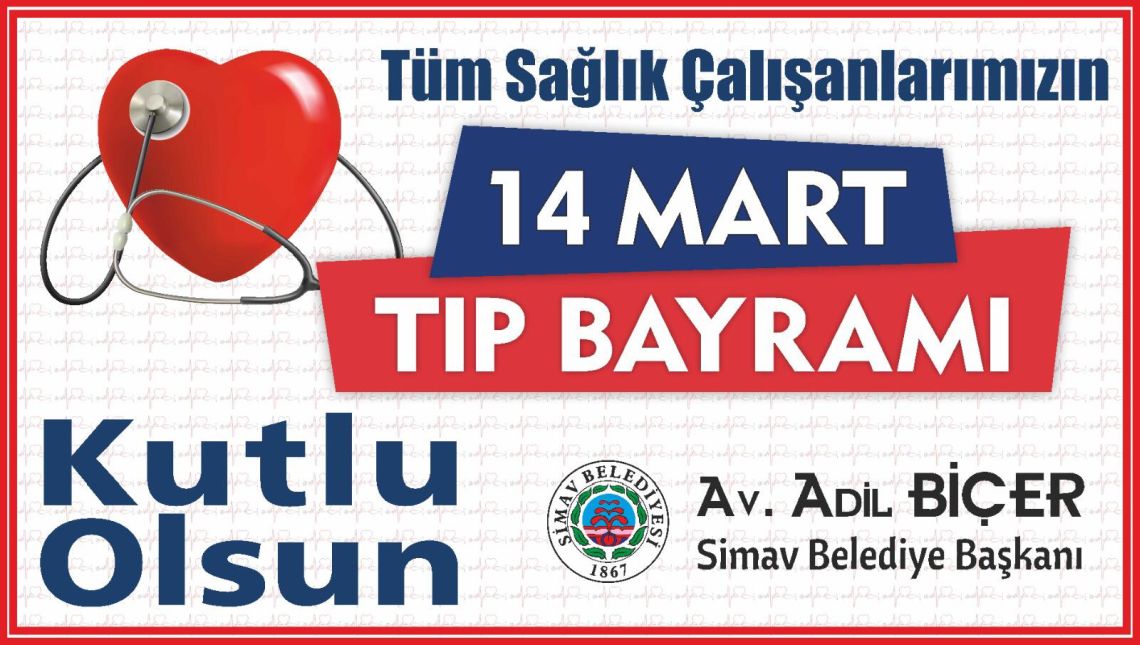 Tüm Sağlık Çalışanlarımızın
14 MART
TIP BAYRAMI
Kutlu
Olsun
SİMAV BELEDİYESİ
1867
Av. Adil BİÇER
Simav Belediye Başkanı